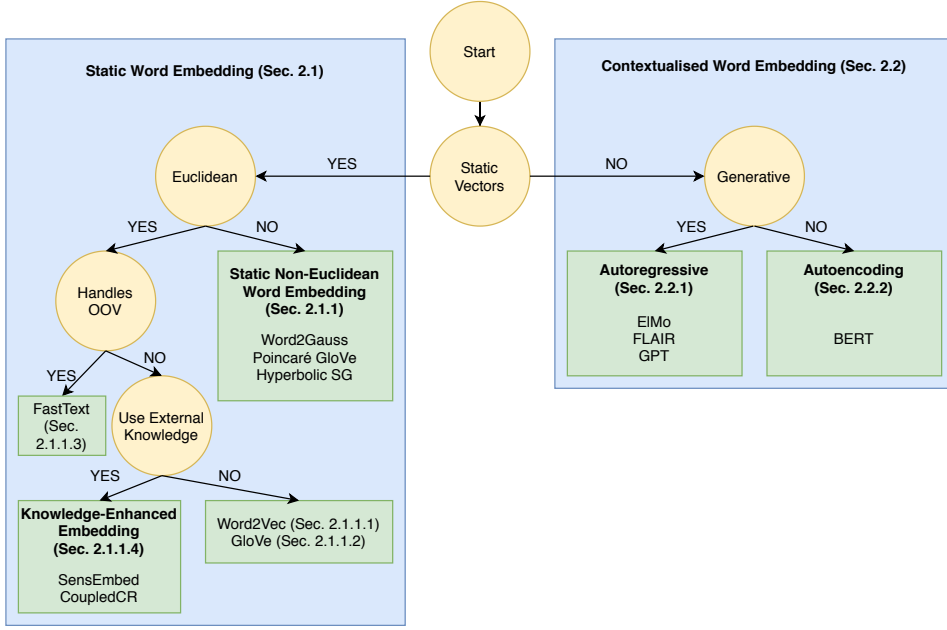 Start
Static Word Embedding (Sec. 2.1)
Contextualised Word Embedding (Sec. 2.2)
Static
Vectors
YES
NO
Euclidean
Generative
YES
NO
YES
NO
Handles
OOV
Static Non-Euclidean
Word Embedding
(Sec. 2.1.1)
Word2Gauss
Poincaré GloVe
Hyperbolic SG
Autoregressive
(Sec. 2.2.1)
ElMo
FLAIR
GPT
Autoencoding
(Sec. 2.2.2)
BERT
YES
NO
FastText
(Sec.
2.1.1.3)
Use External
Knowledge
YES
NO
Knowledge-Enhanced
Embedding
(Sec. 2.1.1.4)
SensEmbed
CoupledCR
Word2Vec (Sec. 2.1.1.1)
GloVe (Sec. 2.1.1.2)